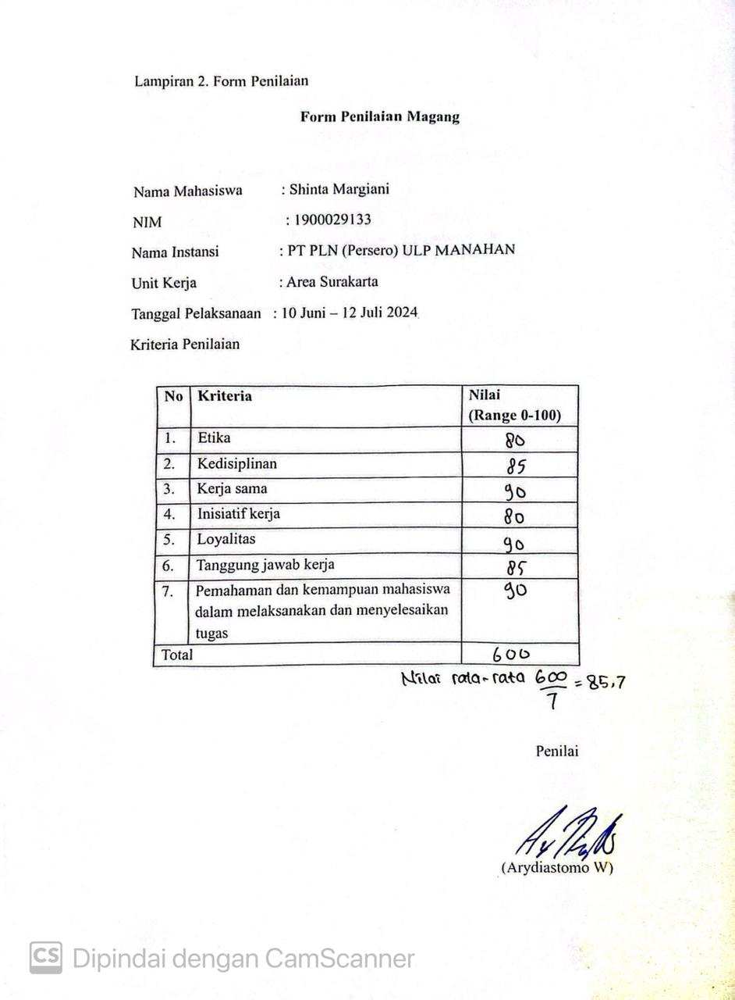 Lampiran 2. Form Penilaian
Form Penilaian Magang
Nama Mahasiswa : Shinta Margiani
NIM : 1900029133
Nama Instansi : PT PLN (Persero) ULP MANAHAN
Unit Kerja : Area Surakarta
Tanggal Pelaksanaan : 10 Juni – 12 Juli 2024
Kriteria Penilaian
No Kriteria Nilai
(Range 0-100)
1. Etika 80
2. Kedisiplinan 85
3. Kerja sama 90
4. Inisiatif kerja 80
5. Loyalitas 90
6. Tanggung jawab kerja 85
7. Pemahaman dan kemampuan mahasiswa 90
dalam melaksanakan dan menyelesaikan
tugas
Total 600
Nilai rata-rata 600/7 = 85,7
Penilai
(Arydiastomo W)
CS Dipindai dengan CamScanner